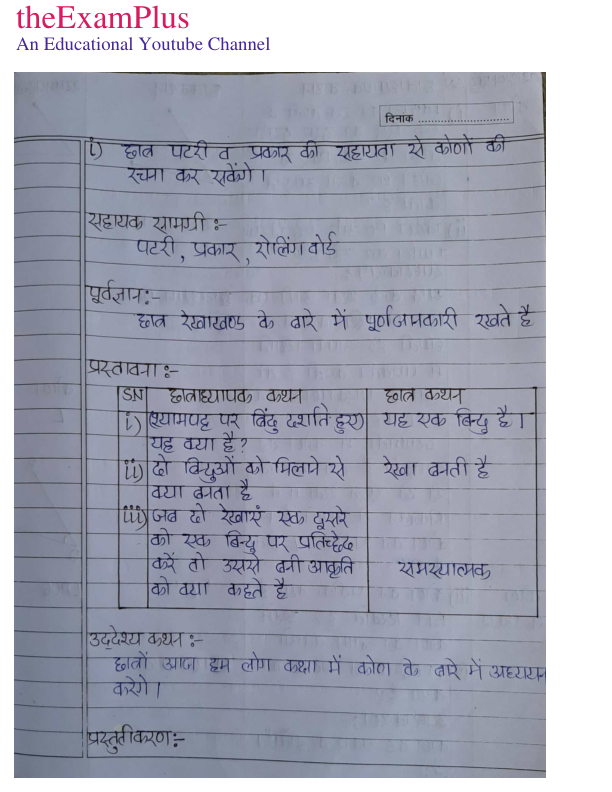 theExamPlus
An Educational Youtube Channel
दिनाक ..............................
i) छात्र पटरी व प्रकार की सहायता से कोणों की
रचना कर सकेंगे।
सहायक सामग्री :-
पटरी, प्रकार, रोलिंग बोर्ड
पूर्वज्ञान:-
छात्र रेखाखण्ड के बारे में पूर्णजानकारी रखते है
प्रस्तावना :-
SN छात्राध्यापक कथन छात्र कथन
i) (श्यामपट्ट पर बिंदु दर्शाते हुए) यह एक बिन्दु है।
यह क्या है?
ii) दो बिन्दुओं को मिलाने से रेखा बनती है
क्या बनता है
iii) जब दो रेखाएं एक दूसरे
को एक बिन्दु पर प्रतिच्छेद
करें तो उससे बनी आकृति समस्यात्मक
को क्या कहते है
उद्देश्य कथन :-
छात्रों आज हम लोग कक्षा में कोण के बारे में अध्ययन
करेगे।
प्रस्तुतीकरण:-